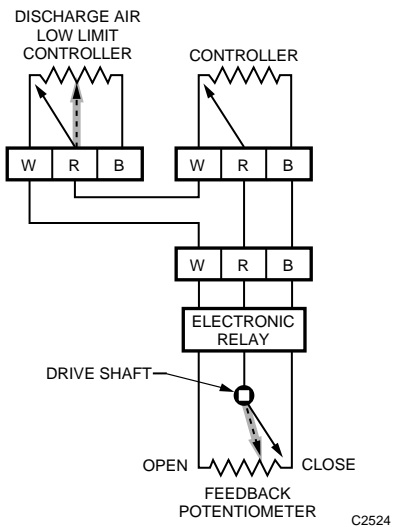 DISCHARGE AIR
LOW LIMIT
CONTROLLER
CONTROLLER
W R B
W R B
W R B
ELECTRONIC
RELAY
DRIVE SHAFT
OPEN
CLOSE
FEEDBACK
POTENTIOMETER
C2524